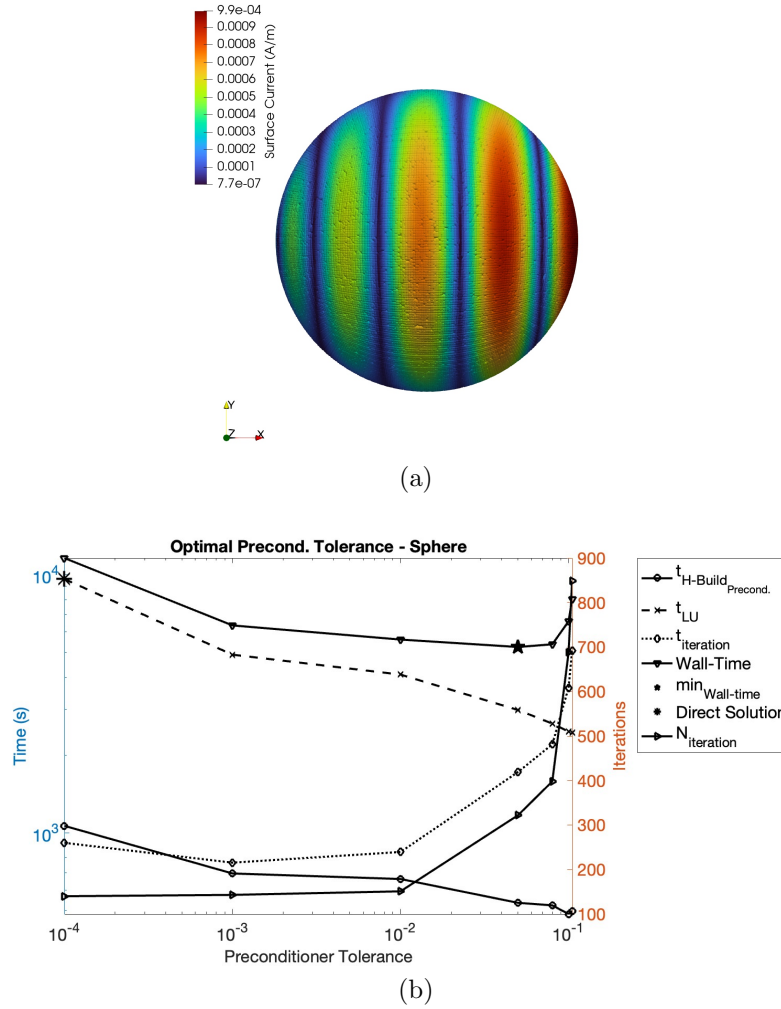 9.9e-04
0.0009
0.0008
0.0007
0.0006
0.0005
0.0004
0.0003
0.0002
0.0001
7.7e-07
Surface Current (A/m)
Y
Z
X
(a)
Optimal Precond. Tolerance - Sphere
10^4
10^3
Time (s)
900
800
700
600
500
400
300
200
100
Iterations
10^-4
10^-3
10^-2
10^-1
Preconditioner Tolerance
t_H-Build_Precond.
t_LU
t_iteration
Wall-Time
min_Wall-time
Direct Solution
N_iteration
(b)